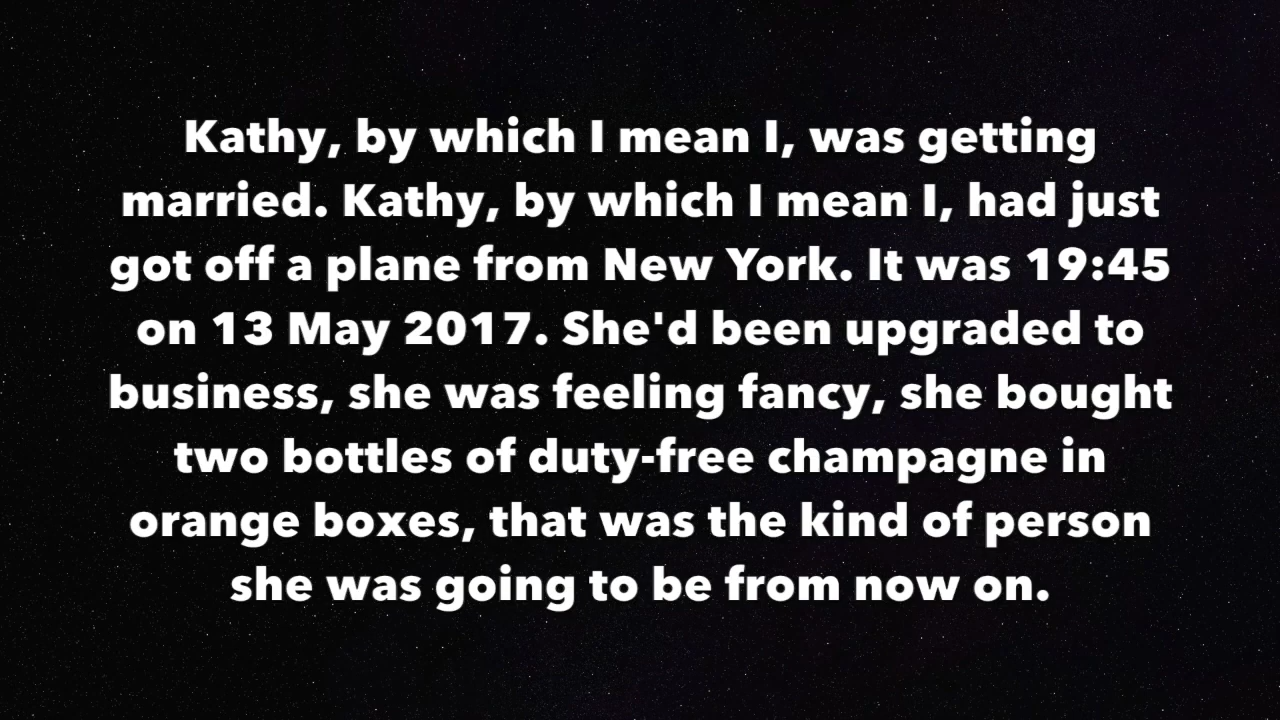 Kathy, by which I mean I, was getting
married. Kathy, by which I mean I, had just
got off a plane from New York. It was 19:45
on 13 May 2017. She'd been upgraded to
business, she was feeling fancy, she bought
two bottles of duty-free champagne in
orange boxes, that was the kind of person
she was going to be from now on.